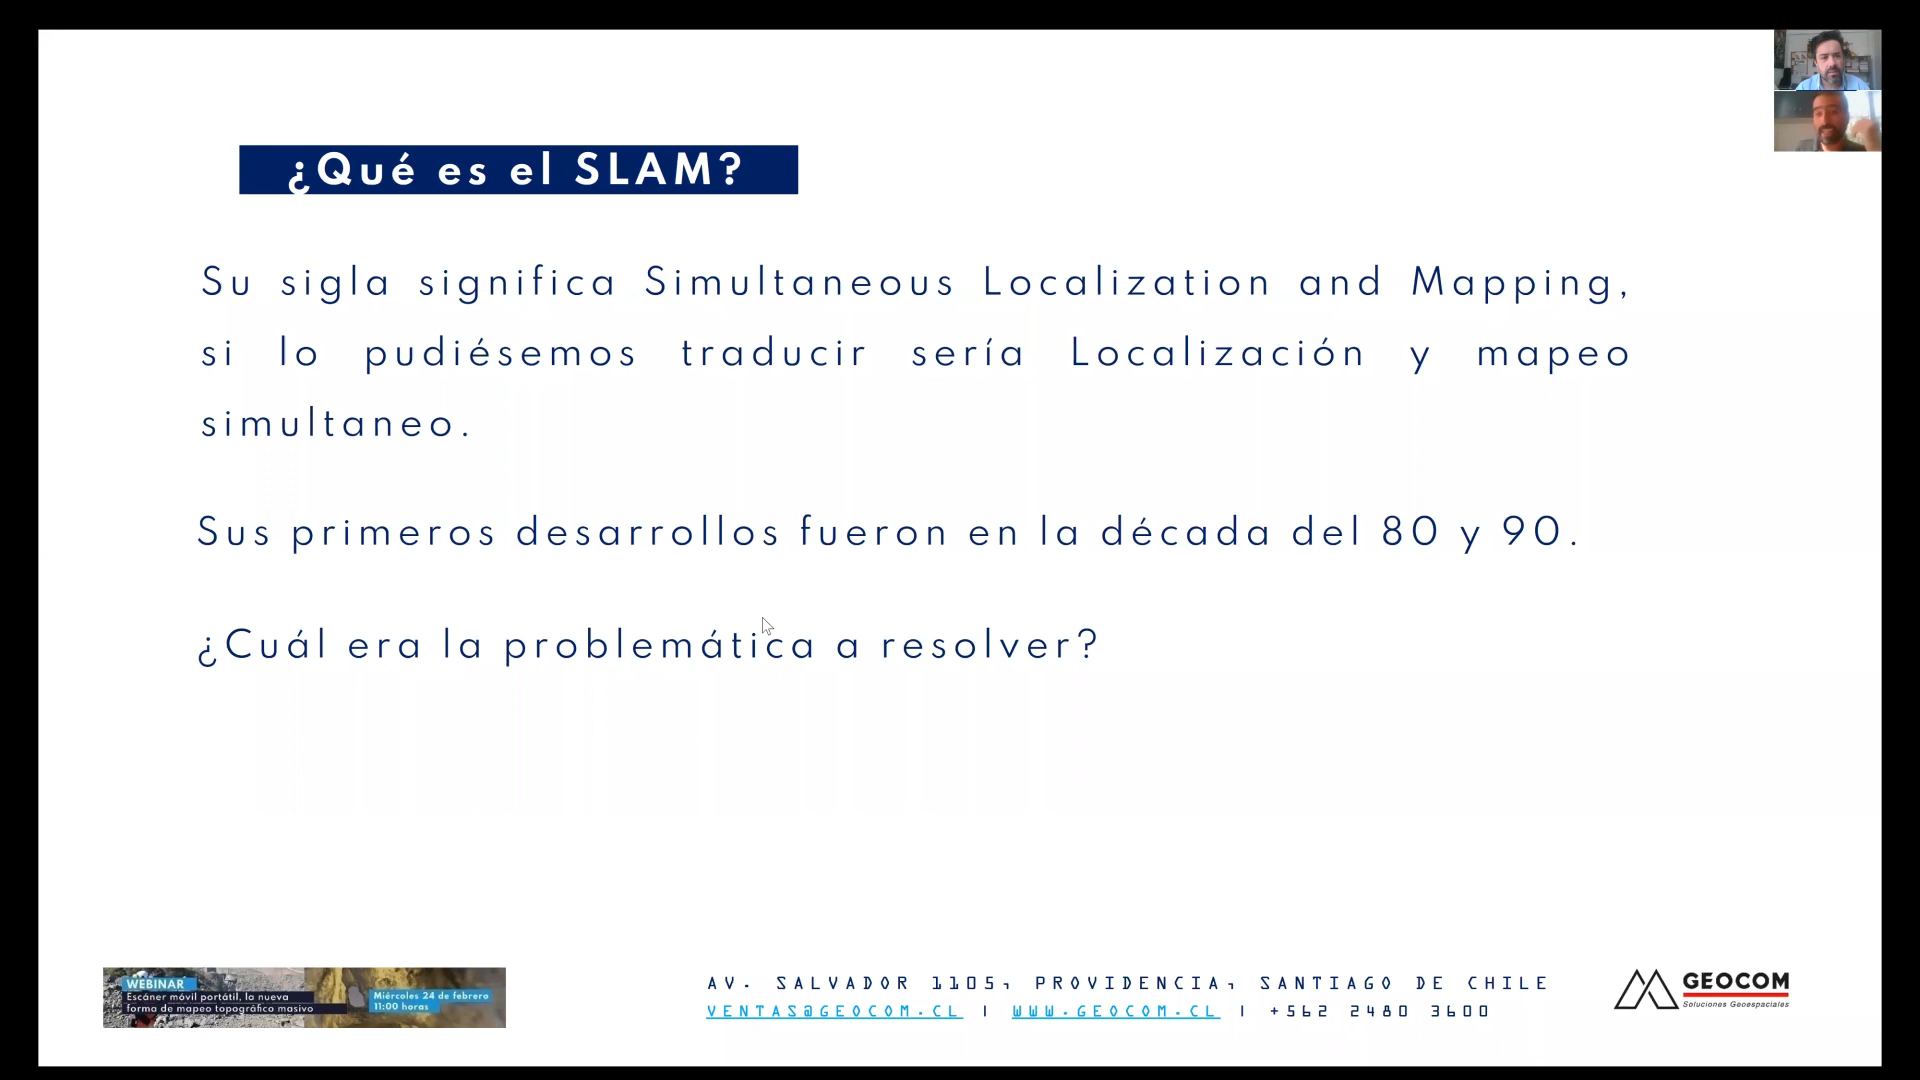 ¿Qué es el SLAM?
Su sigla significa Simultaneous Localization and Mapping,
si lo pudiésemos traducir sería Localización y mapeo
simultaneo.
Sus primeros desarrollos fueron en la década del 80 y 90.
¿Cuál era la problemática a resolver?
WEBINAR
Escáner móvil portátil, la nueva
forma de mapeo topográfico masivo
Miércoles 24 de febrero
11:00 horas
AV. SALVADOR 1105, PROVIDENCIA, SANTIAGO DE CHILE
VENTAS@GEOCOM.CL | WWW.GEOCOM.CL | +562 2480 3600
GEOCOM
Soluciones Geoespaciales